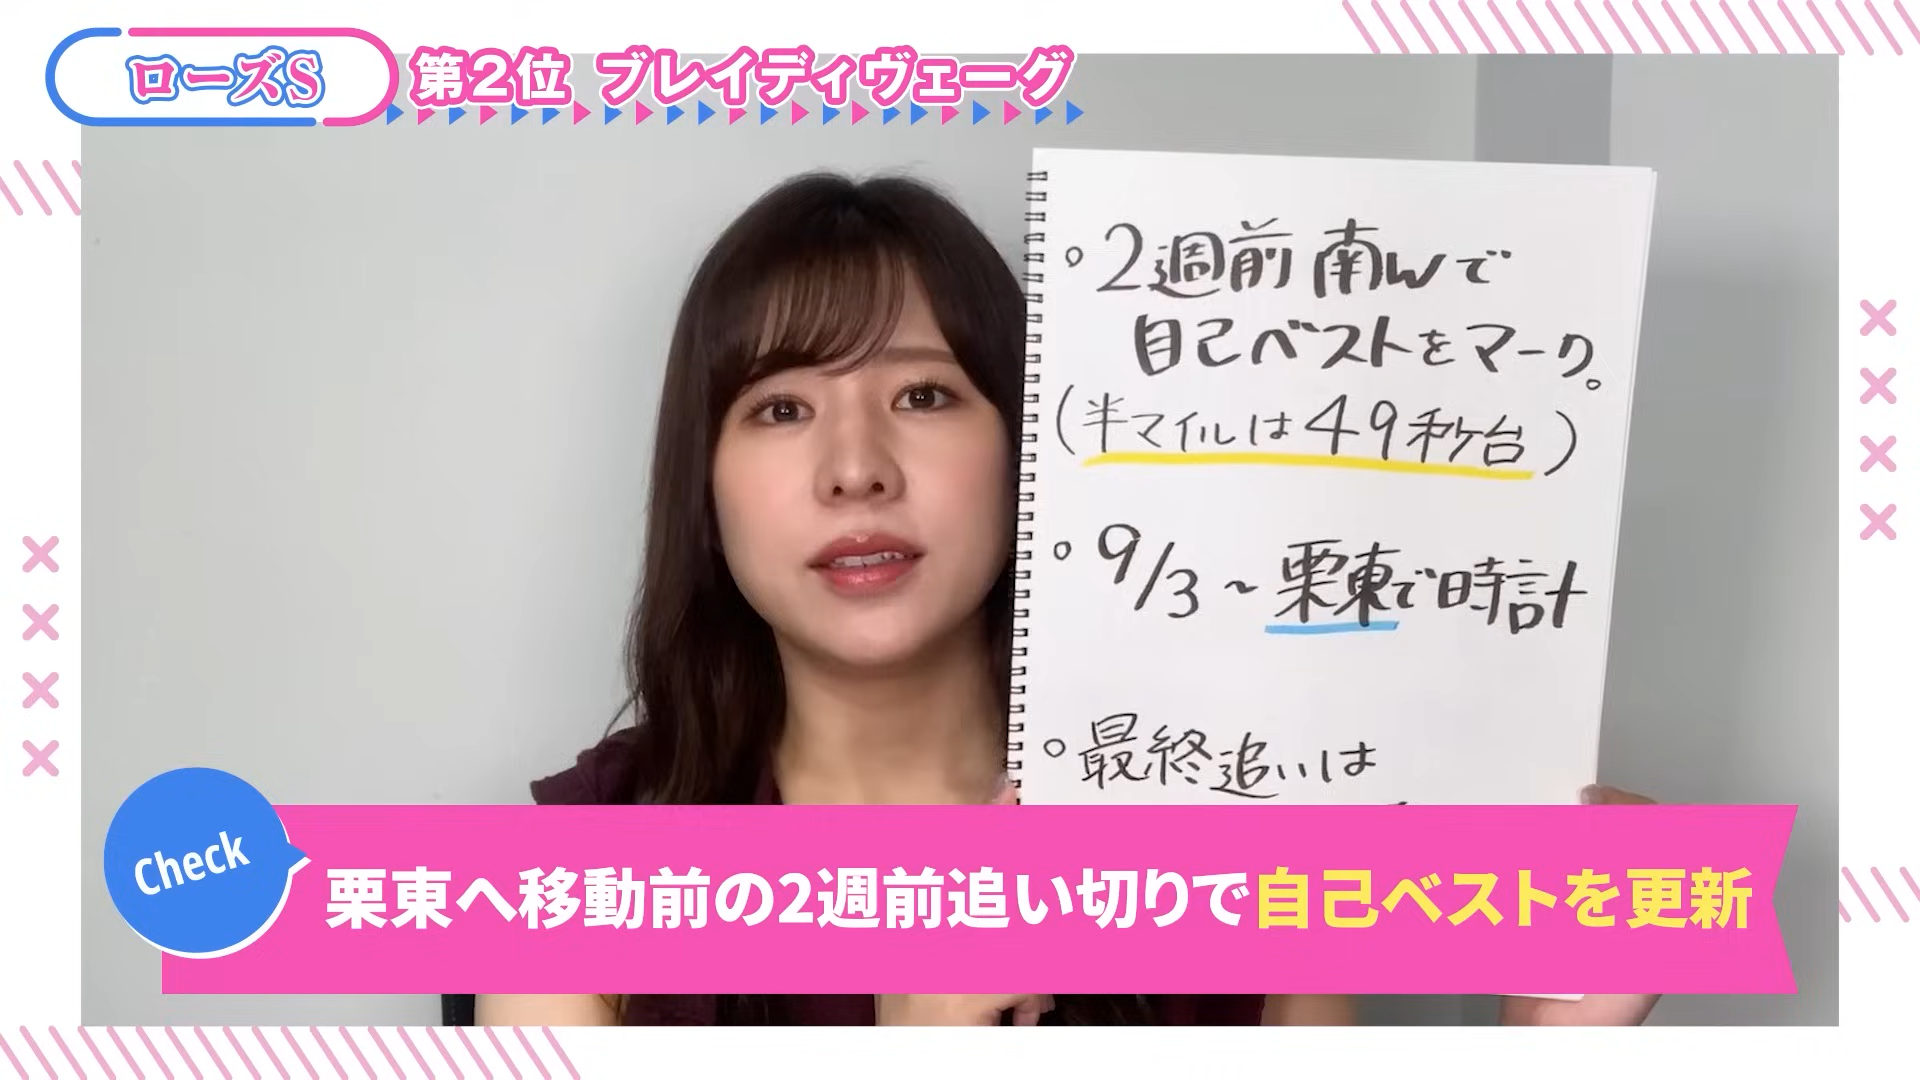 ローズS 第2位 ブレイディヴェーグ
。2週前 南Wで
自己ベストをマーク。
(半マイルは49秒台)
。9/3～栗東で時計
。最終追いは
Check
栗東へ移動前の2週前追い切りで自己ベストを更新